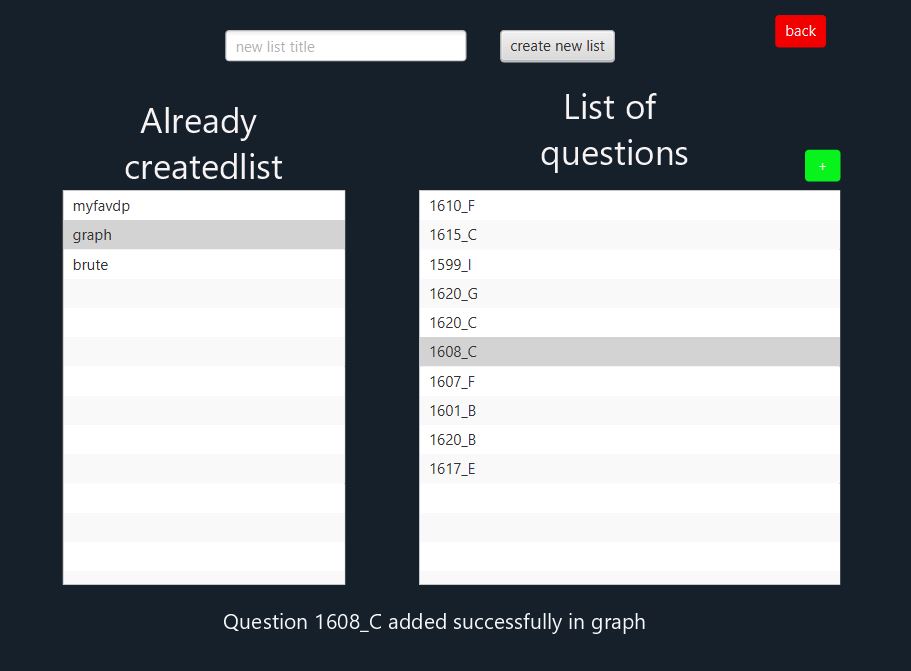 new list title
create new list
back
Already
createdlist
List of
questions
+
myfavdp
graph
brute
1610_F
1615_C
1599_I
1620_G
1620_C
1608_C
1607_F
1601_B
1620_B
1617_E
Question 1608_C added successfully in graph